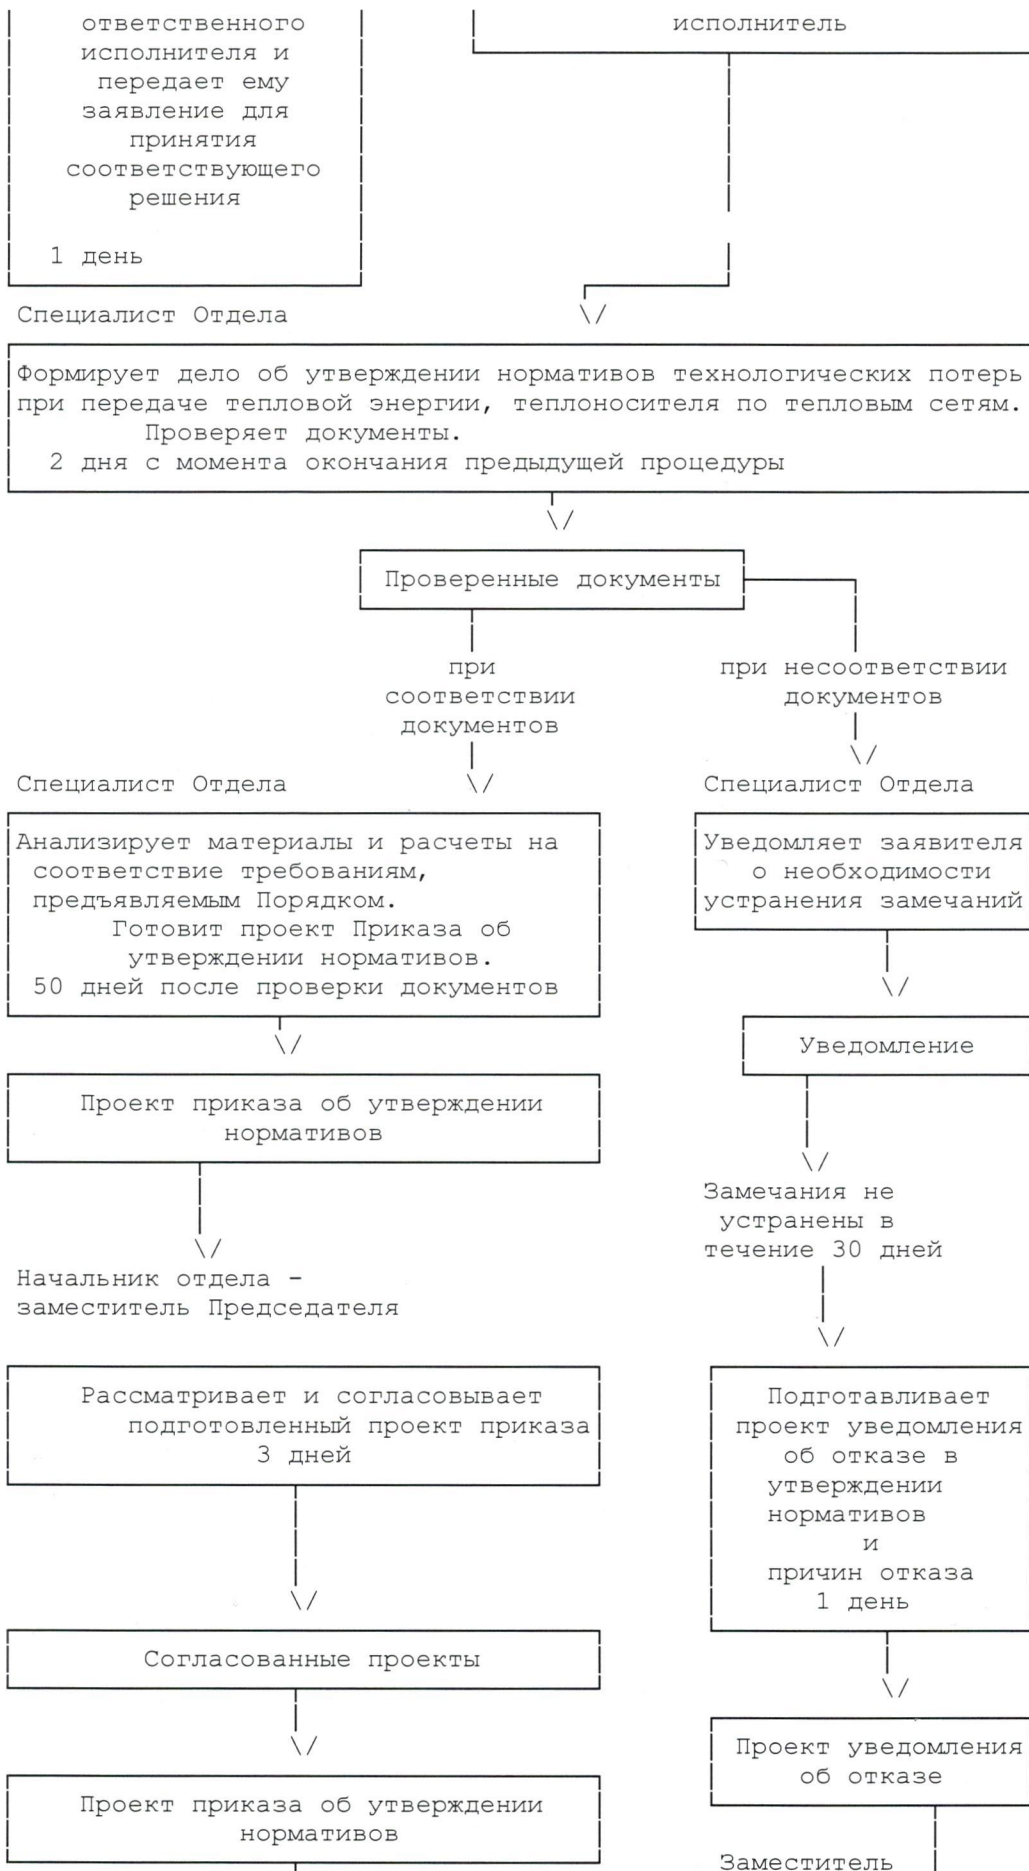 ответственного
исполнителя и
передает ему
заявление для
принятия
соответствующего
решения
1 день
исполнитель
Специалист Отдела
Формирует дело об утверждении нормативов технологических потерь
при передаче тепловой энергии, теплоносителя по тепловым сетям.
Проверяет документы.
2 дня с момента окончания предыдущей процедуры
Проверенные документы
при
соответствии
документов
при несоответствии
документов
Специалист Отдела
Анализирует материалы и расчеты на
соответствие требованиям,
предъявляемым Порядком.
Готовит проект Приказа об
утверждении нормативов.
50 дней после проверки документов
Проект приказа об утверждении
нормативов
Начальник отдела -
заместитель Председателя
Рассматривает и согласовывает
подготовленный проект приказа
3 дней
Согласованные проекты
Проект приказа об утверждении
нормативов
Специалист Отдела
Уведомляет заявителя
о необходимости
устранения замечаний
Уведомление
Замечания не
устранены в
течение 30 дней
Подготавливает
проект уведомления
об отказе в
утверждении
нормативов
и
причин отказа
1 день
Проект уведомления
об отказе
Заместитель